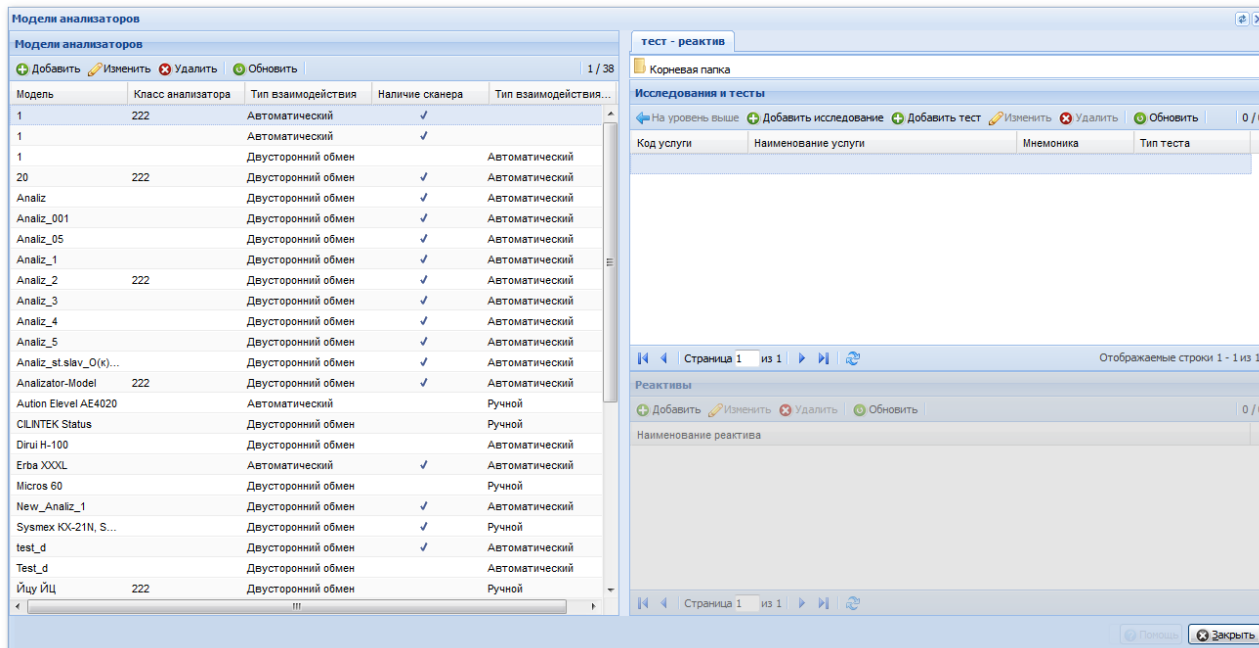 Модели анализаторов
Модели анализаторов
Добавить Изменить Удалить Обновить 1 / 38
Модель Класс анализатора Тип взаимодействия Наличие сканера Тип взаимодействия...
1 222 Автоматический ✓
1 Автоматический ✓
1 Двусторонний обмен Автоматический
20 222 Двусторонний обмен ✓ Автоматический
Analiz Двусторонний обмен ✓ Автоматический
Analiz_001 Двусторонний обмен ✓ Автоматический
Analiz_05 Двусторонний обмен ✓ Автоматический
Analiz_1 Двусторонний обмен ✓ Автоматический
Analiz_2 222 Двусторонний обмен ✓ Автоматический
Analiz_3 Двусторонний обмен ✓ Автоматический
Analiz_4 Двусторонний обмен ✓ Автоматический
Analiz_5 Двусторонний обмен ✓ Автоматический
Analiz_st.slav_О(к)... Двусторонний обмен ✓ Автоматический
Analizator-Model 222 Двусторонний обмен ✓ Автоматический
Aution Elevel AE4020 Автоматический Ручной
CILINTEK Status Двусторонний обмен Ручной
Dirui H-100 Двусторонний обмен Автоматический
Erba XXXL Автоматический ✓ Автоматический
Micros 60 Двусторонний обмен Ручной
New_Analiz_1 Двусторонний обмен ✓ Автоматический
Sysmex KX-21N, S... Двусторонний обмен ✓ Ручной
test_d Двусторонний обмен ✓ Автоматический
Test_d Двусторонний обмен Автоматический
Йцу ЙЦ 222 Двусторонний обмен Ручной
тест - реактив
Корневая папка
Исследования и тесты
На уровень выше Добавить исследование Добавить тест Изменить Удалить Обновить 0 /
Код услуги Наименование услуги Мнемоника Тип теста
Страница 1 из 1 Отображаемые строки 1 - 1 из 1
Реактивы
Добавить Изменить Удалить Обновить 0 /
Наименование реактива
Страница 1 из 1
Помощь Закрыть